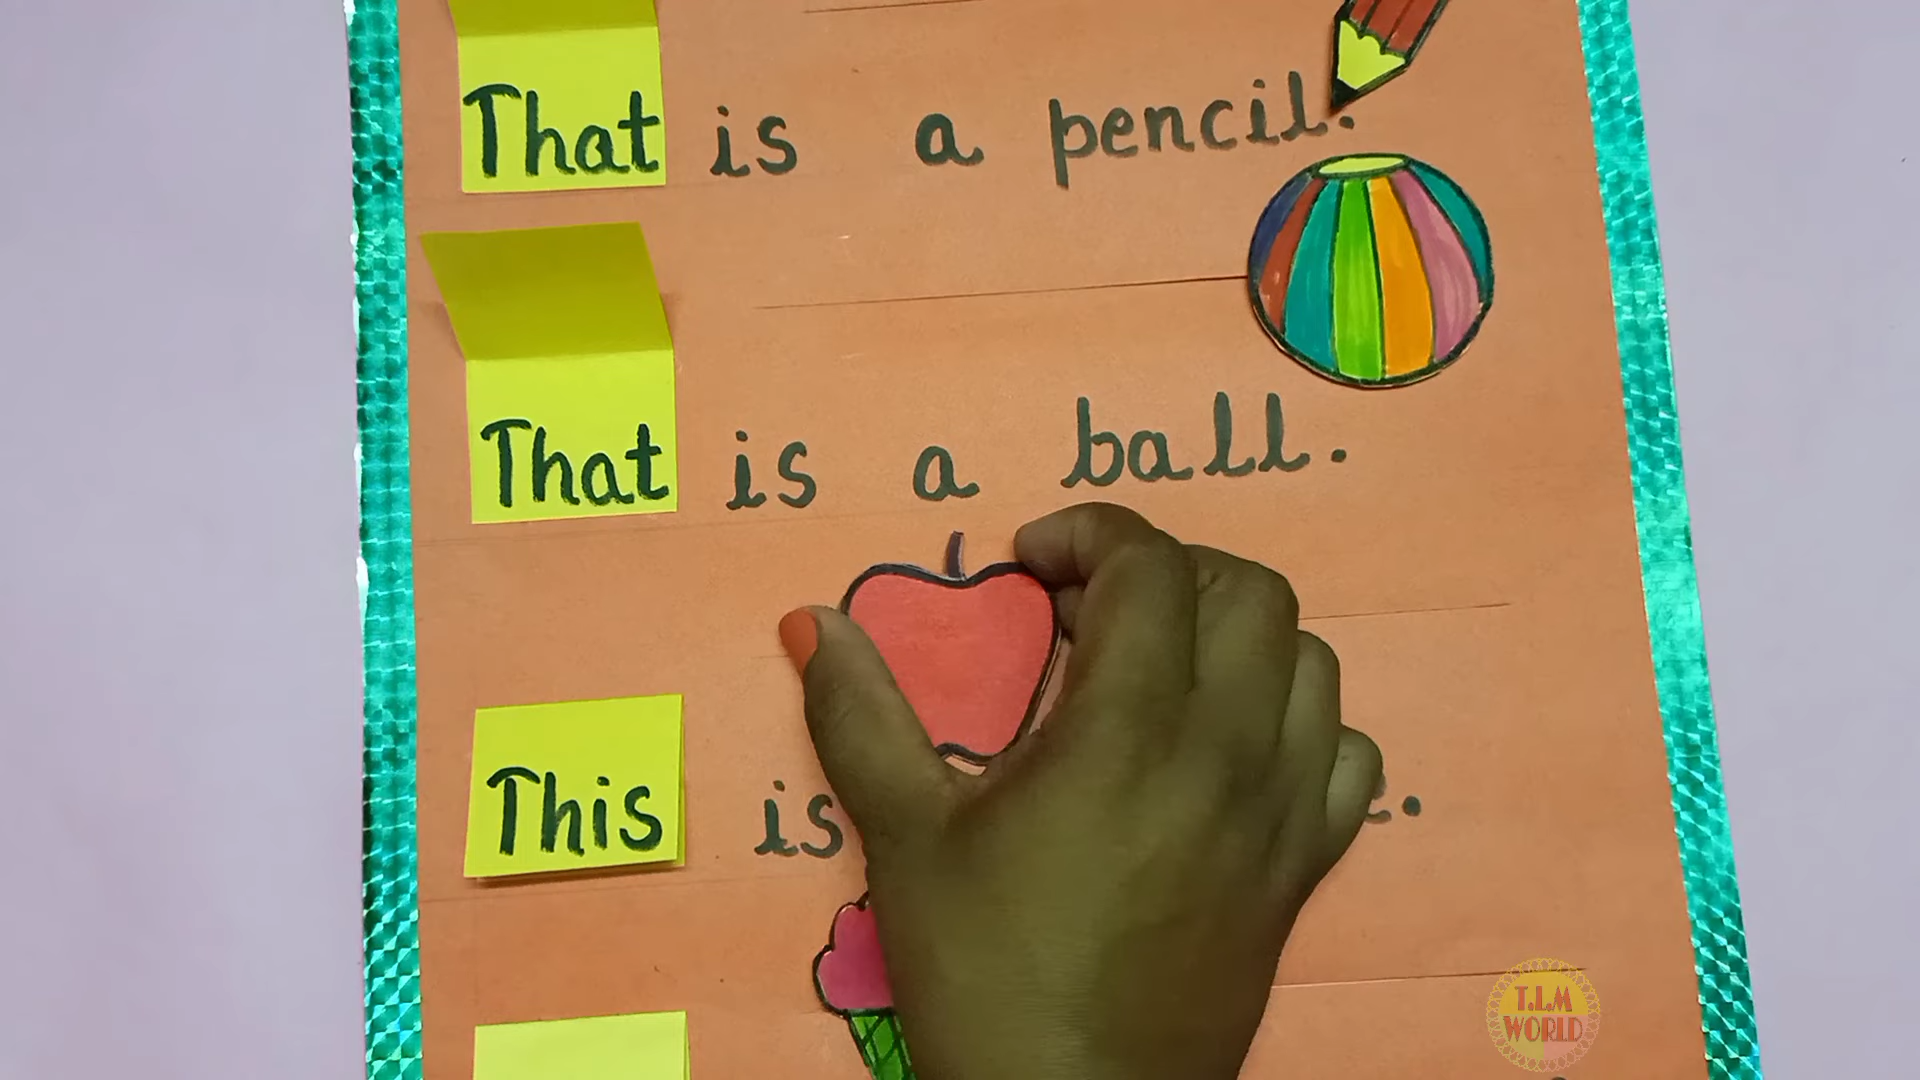 That is a pencil.
That is a ball.
This is
T.L.M
WORLD